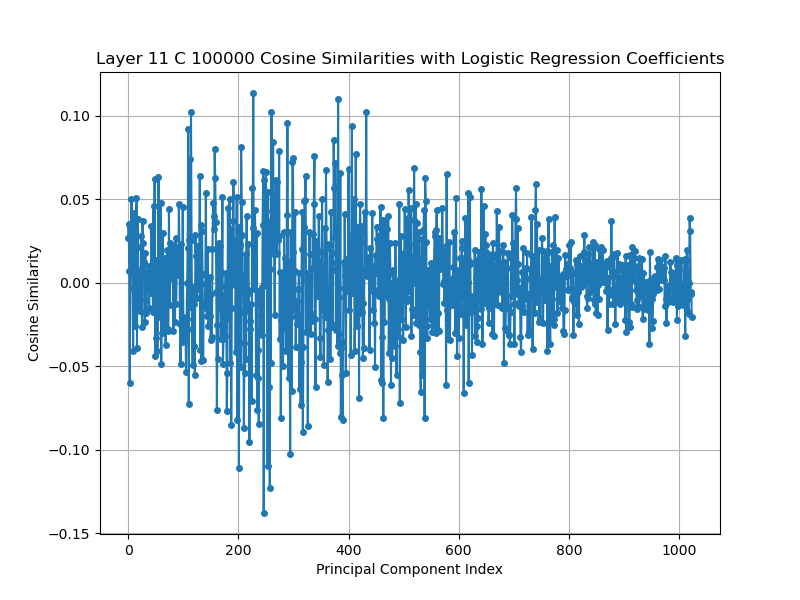 Layer 11 C 100000 Cosine Similarities with Logistic Regression Coefficients
0.10
0.05
0.00
−0.05
−0.10
−0.15
Cosine Similarity
0 200 400 600 800 1000
Principal Component Index